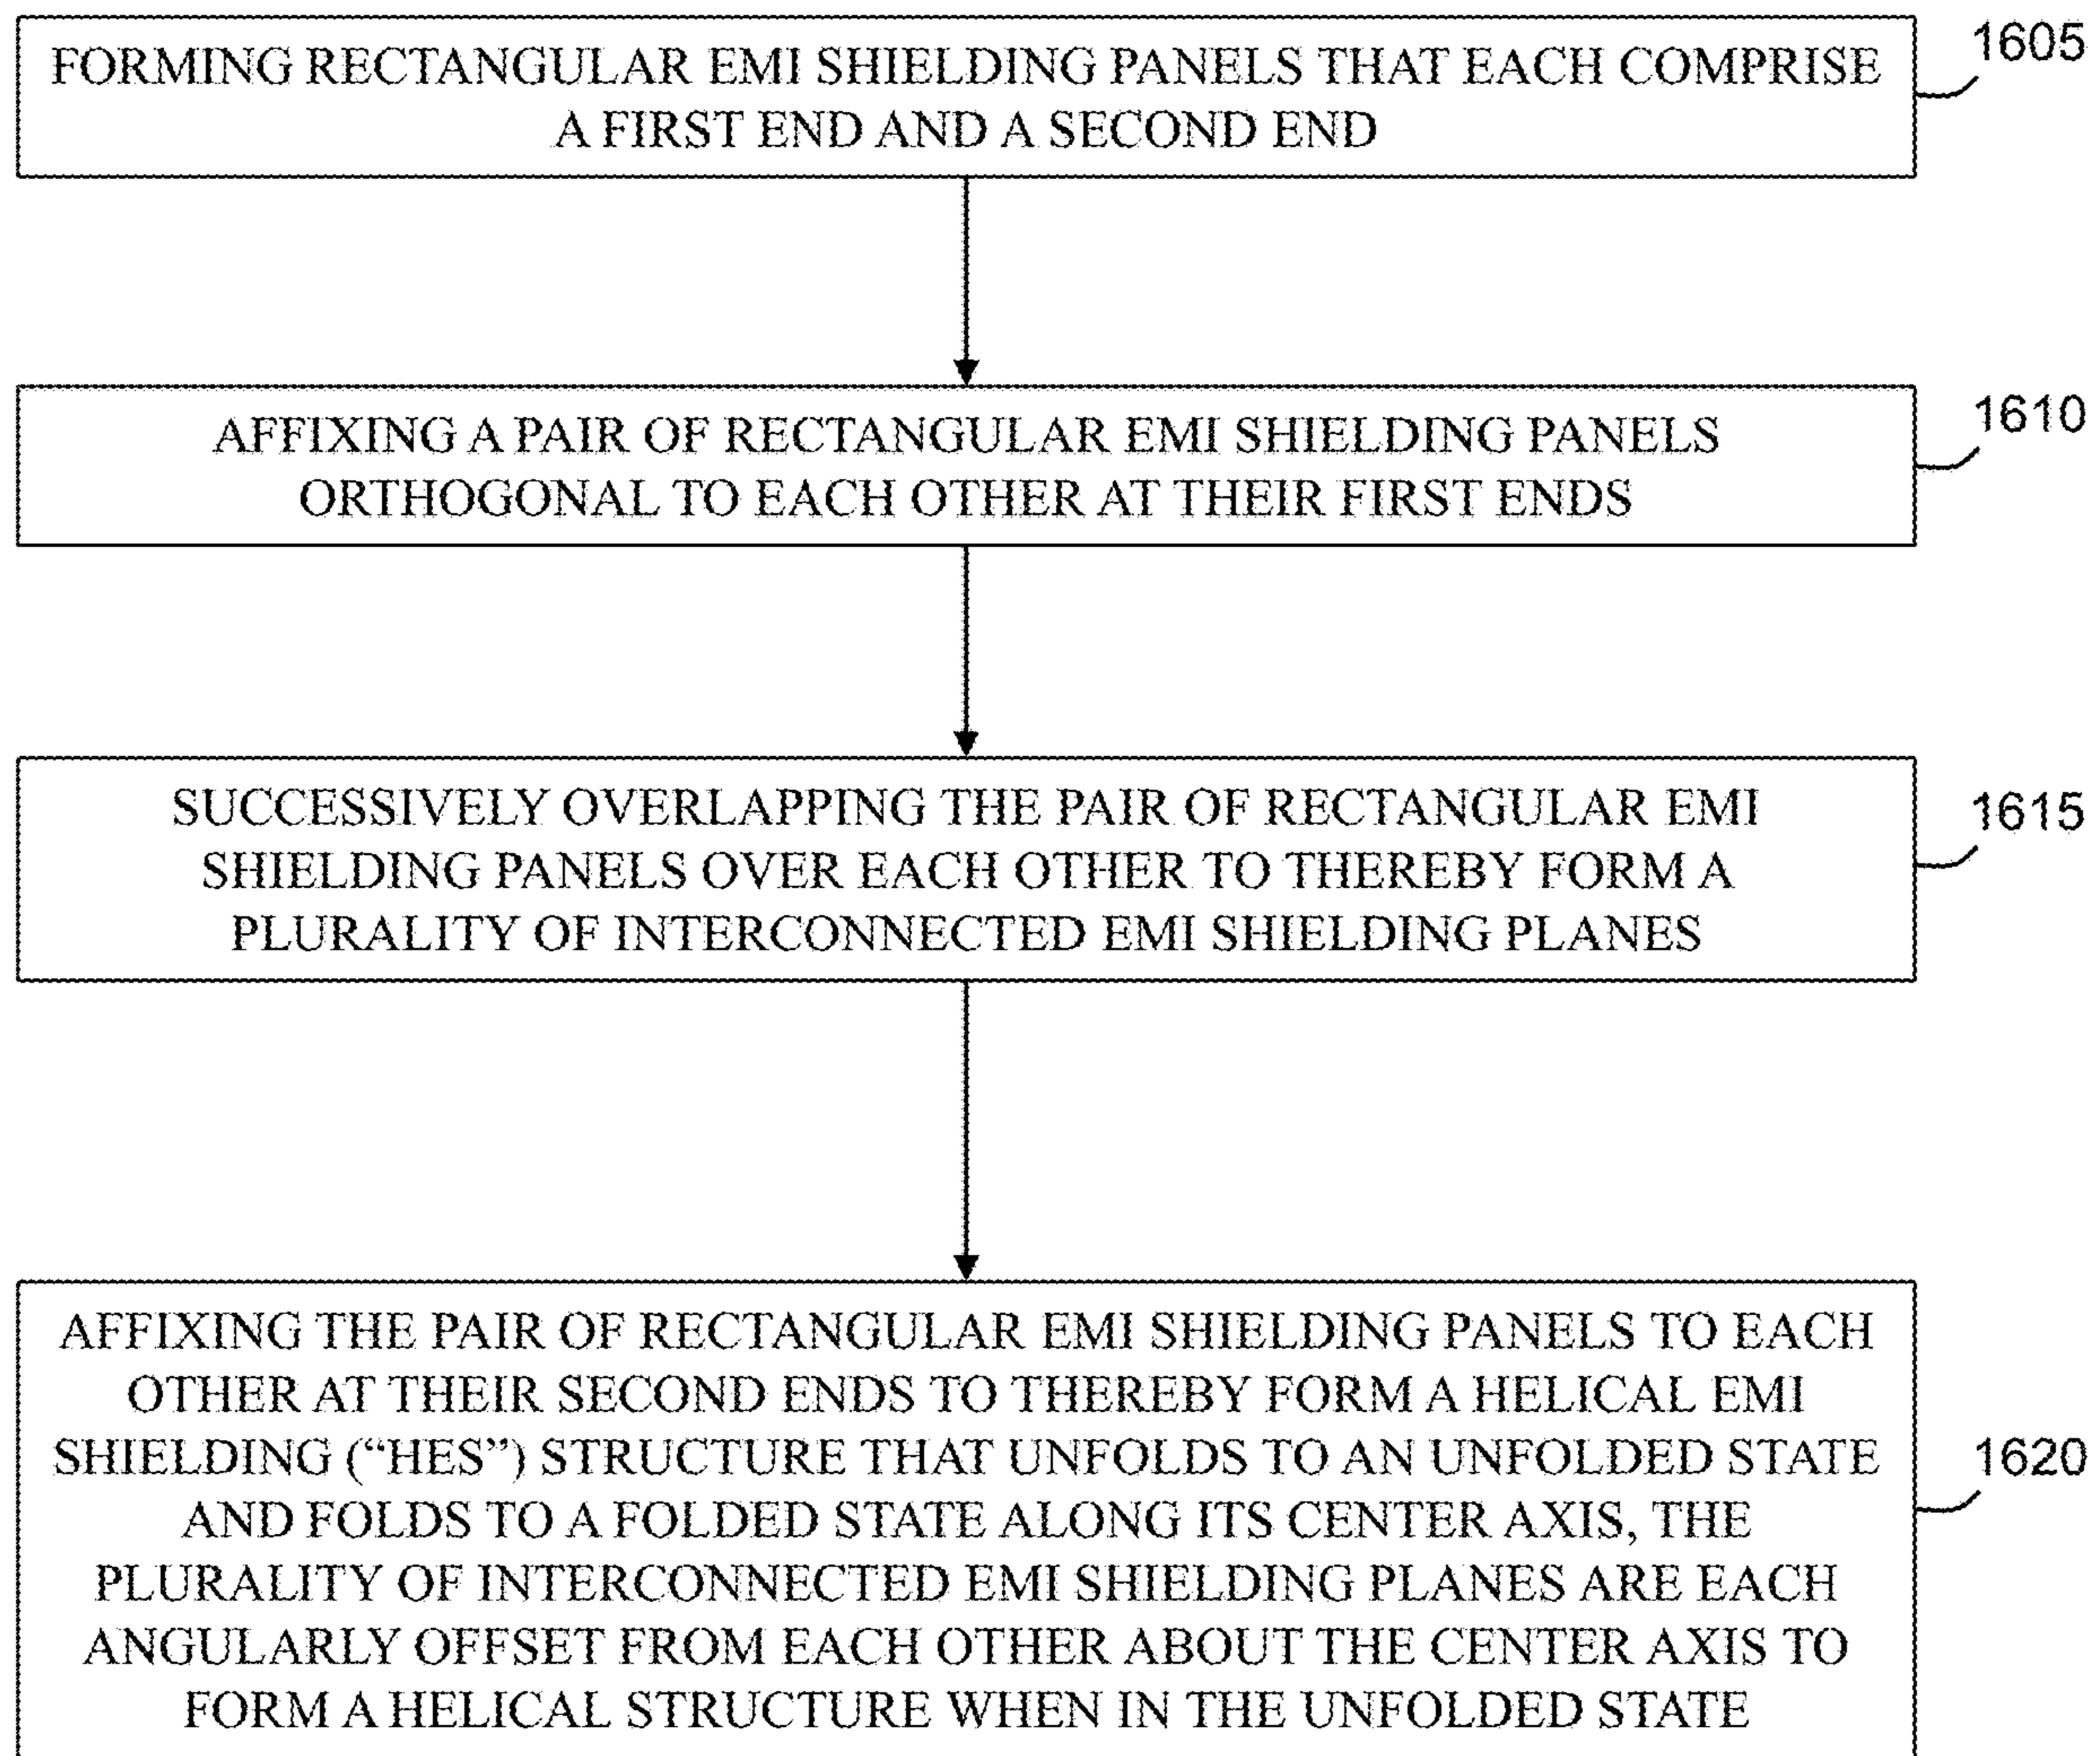 FORMING RECTANGULAR EMI SHIELDING PANELS THAT EACH COMPRISE
A FIRST END AND A SECOND END
1605
AFFIXING A PAIR OF RECTANGULAR EMI SHIELDING PANELS
ORTHOGONAL TO EACH OTHER AT THEIR FIRST ENDS
1610
SUCCESSIVELY OVERLAPPING THE PAIR OF RECTANGULAR EMI
SHIELDING PANELS OVER EACH OTHER TO THEREBY FORM A
PLURALITY OF INTERCONNECTED EMI SHIELDING PLANES
1615
AFFIXING THE PAIR OF RECTANGULAR EMI SHIELDING PANELS TO EACH
OTHER AT THEIR SECOND ENDS TO THEREBY FORM A HELICAL EMI
SHIELDING (“HES”) STRUCTURE THAT UNFOLDS TO AN UNFOLDED STATE
AND FOLDS TO A FOLDED STATE ALONG ITS CENTER AXIS, THE
PLURALITY OF INTERCONNECTED EMI SHIELDING PLANES ARE EACH
ANGULARLY OFFSET FROM EACH OTHER ABOUT THE CENTER AXIS TO
FORM A HELICAL STRUCTURE WHEN IN THE UNFOLDED STATE
1620